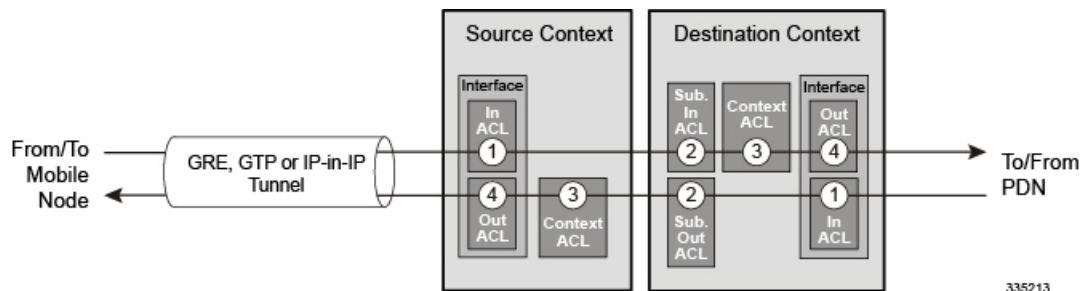 Source Context
Destination Context
Interface
In
ACL
1
Sub.
In
ACL
2
Context
ACL
3
Interface
Out
ACL
4
From/To
Mobile
Node
GRE, GTP or IP-in-IP
Tunnel
To/From
PDN
4
Out
ACL
3
Context
ACL
2
Sub.
Out
ACL
1
In
ACL
335213